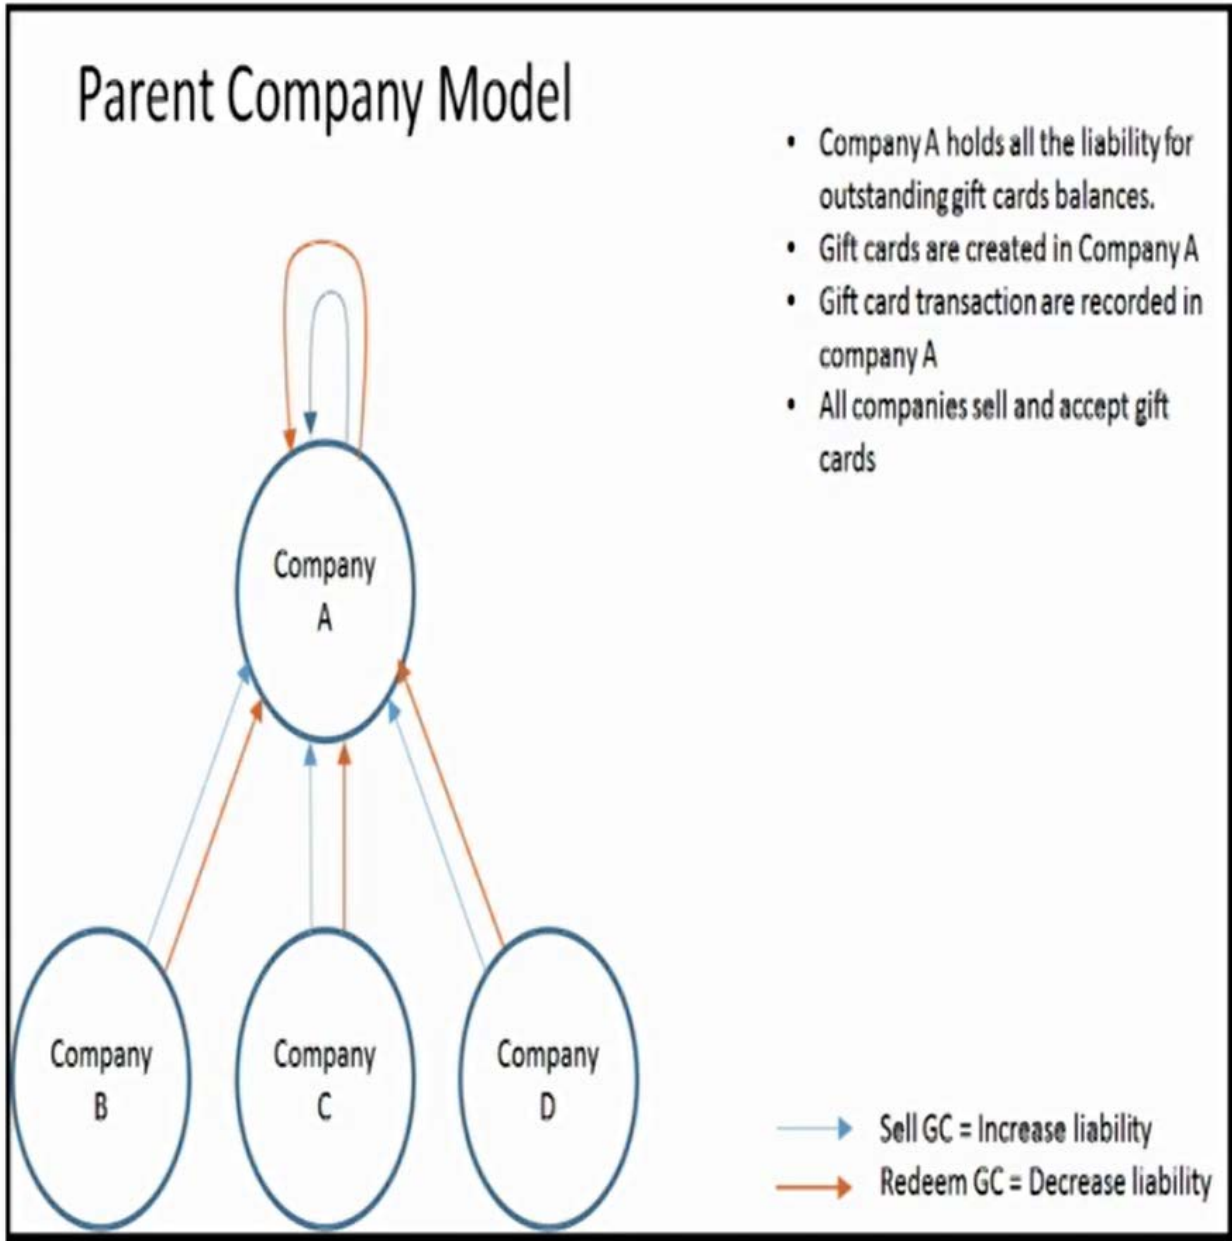 Parent Company Model
• Company A holds all the liability for
outstanding gift cards balances.
• Gift cards are created in Company A
• Gift card transaction are recorded in
company A
• All companies sell and accept gift
cards
Company
A
Company
B
Company
C
Company
D
Sell GC = Increase liability
Redeem GC = Decrease liability